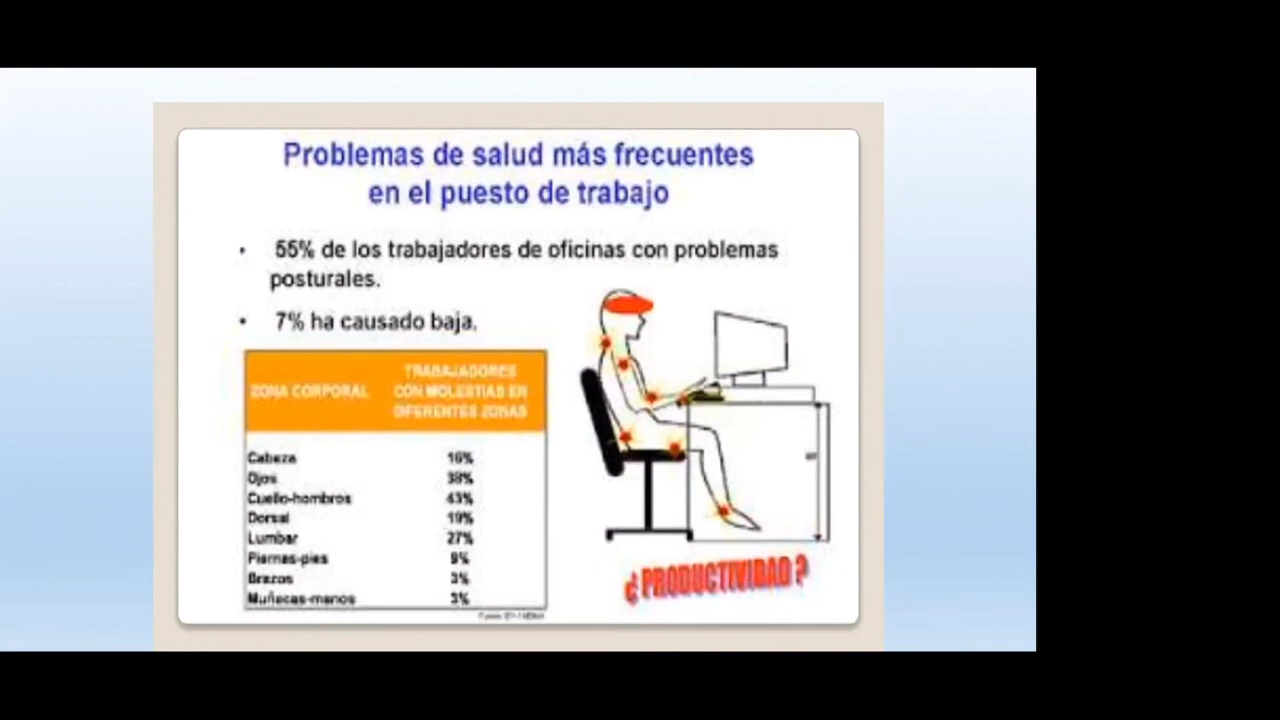 Problemas de salud más frecuentes
en el puesto de trabajo
• 55% de los trabajadores de oficinas con problemas
posturales.
• 7% ha causado baja.
ZONA CORPORAL
TRABAJADORES
CON MOLESTIAS EN
DIFERENTES ZONAS
Cabeza 16%
Ojos 38%
Cuello-hombros 43%
Dorsal 19%
Lumbar 27%
Piernas-pies 9%
Brazos 3%
Muñecas-manos 3%
¿PRODUCTIVIDAD?